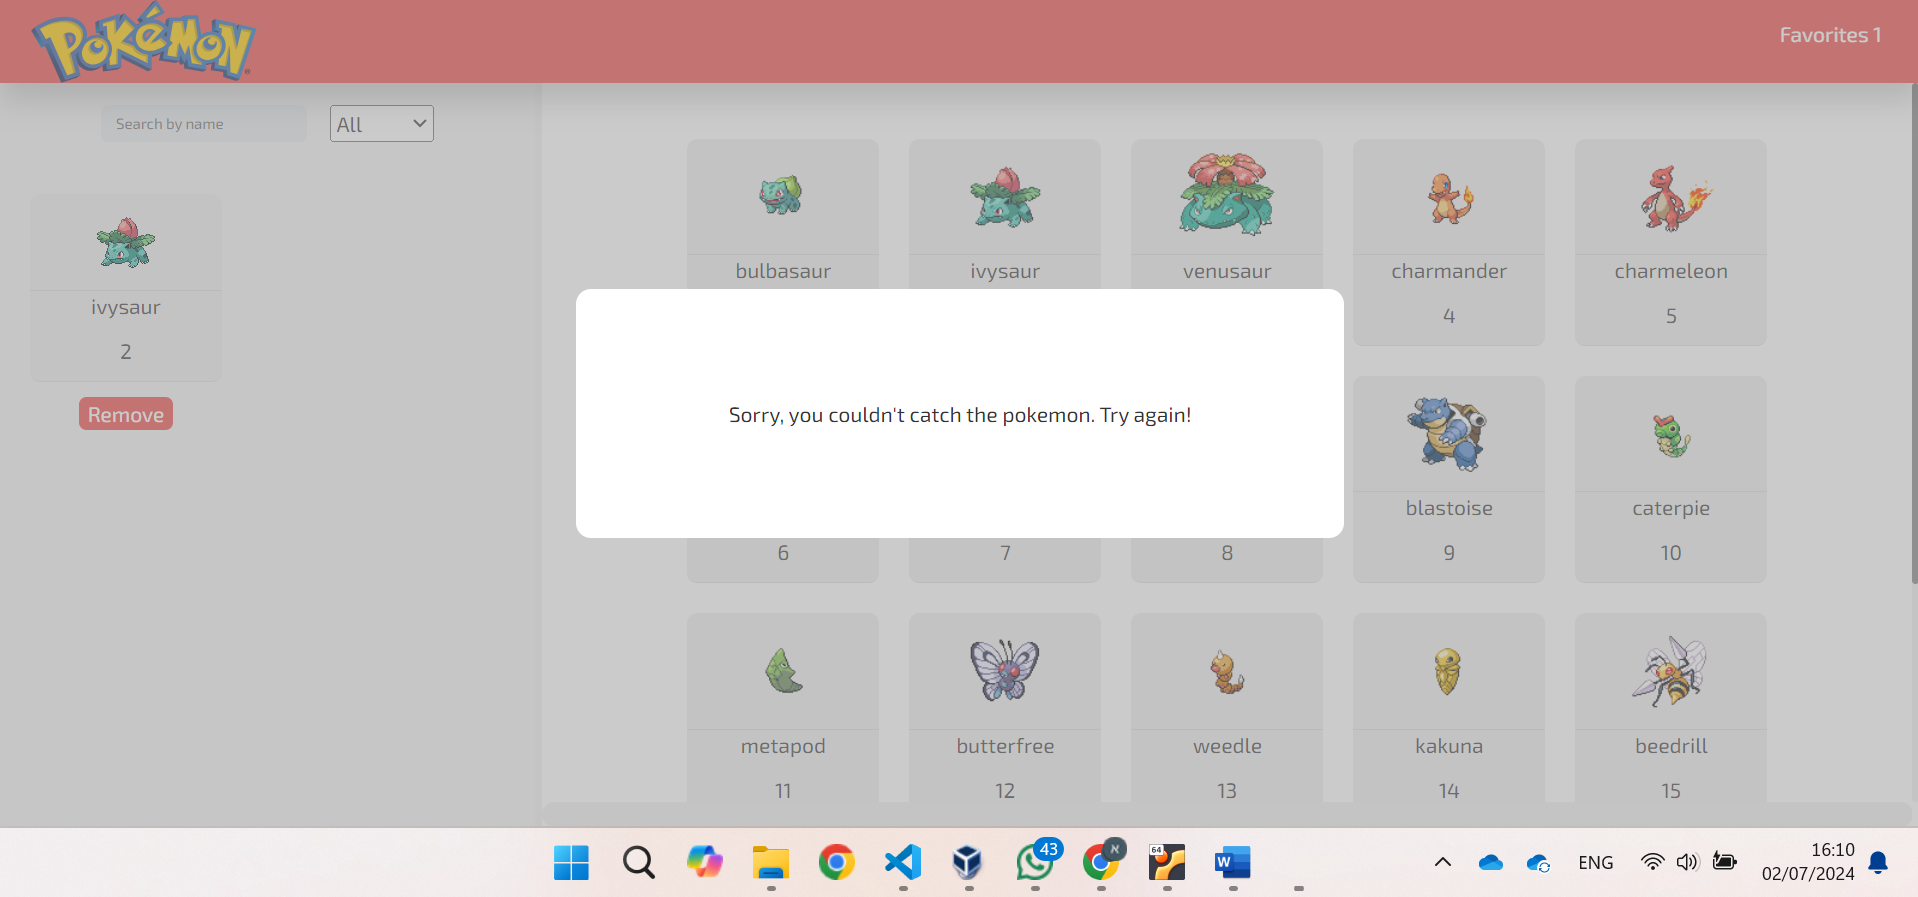 POKéMON
Favorites 1
Search by name
All
ivysaur
2
Remove
bulbasaur
ivysaur
venusaur
charmander
4
charmeleon
5
Sorry, you couldn't catch the pokemon. Try again!
6
7
8
blastoise
9
caterpie
10
metapod
11
butterfree
12
weedle
13
kakuna
14
beedrill
15
43
א
64
W
ENG
16:10
02/07/2024